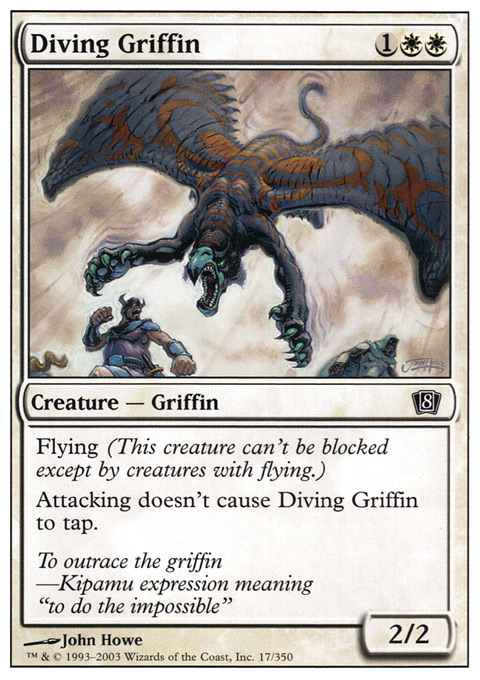 Diving Griffin 1
Creature — Griffin 8
Flying (This creature can't be blocked
except by creatures with flying.)
Attacking doesn't cause Diving Griffin
to tap.
To outrace the griffin
—Kipamu expression meaning
"to do the impossible"
2/2
John Howe
™ & © 1993–2003 Wizards of the Coast, Inc. 17/350